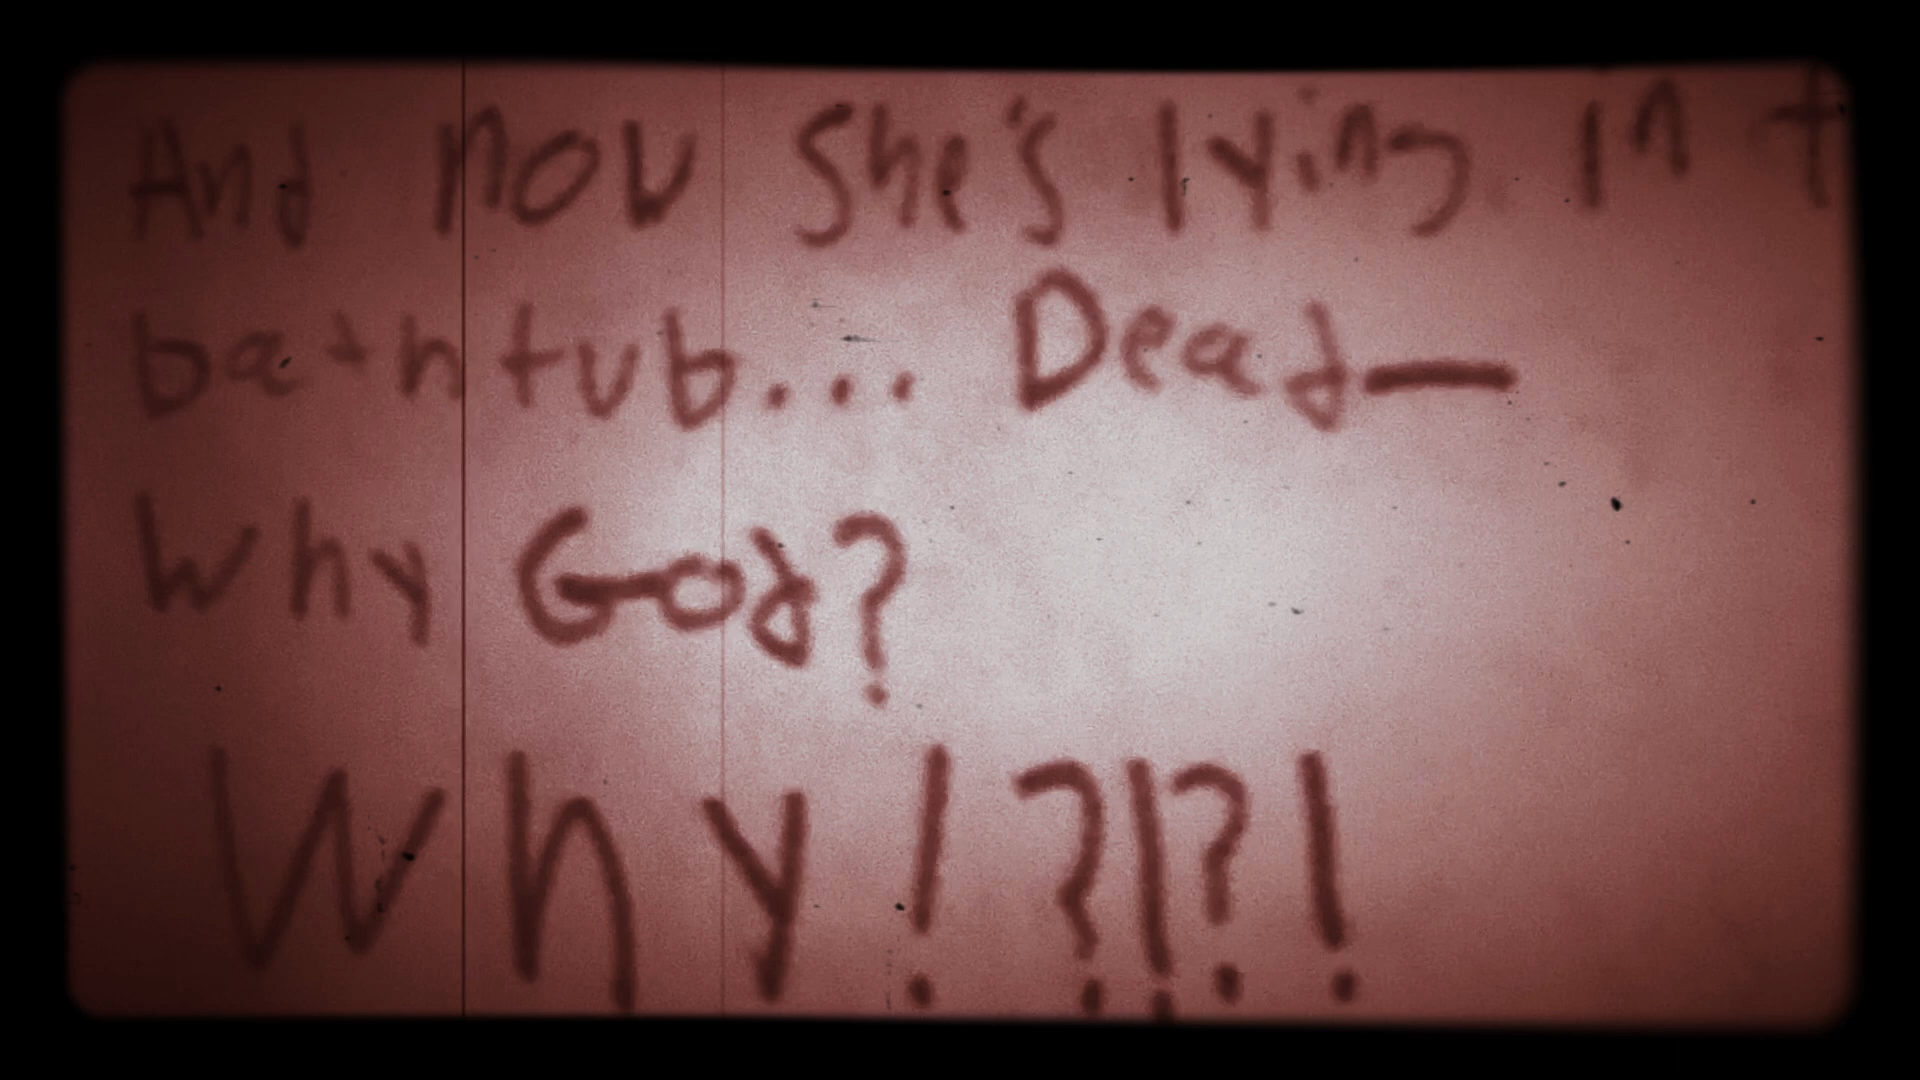 And now she's lying in t
bathtub... Dead—
Why God?
Why!?!?!